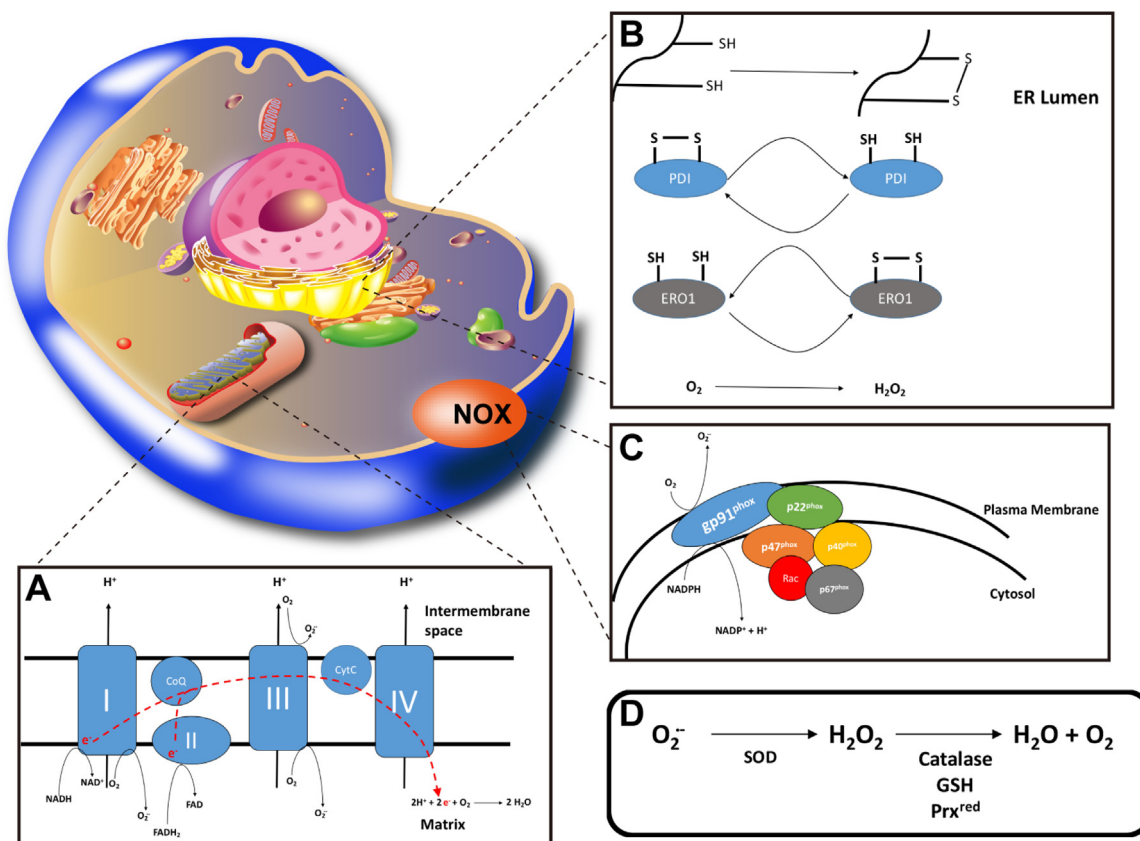 NOX
A
H⁺
H⁺
H⁺
O₂
O₂∸
Intermembrane
space
CoQ
CytC
I
III
IV
II
e⁻
e⁻
NADH
NAD⁺
O₂
O₂∸
FADH₂
FAD
O₂
O₂∸
2H⁺ + 2 e⁻ + O₂ → 2 H₂O
Matrix
B
SH
SH
S
S
ER Lumen
S — S
PDI
SH SH
PDI
SH SH
ERO1
S — S
ERO1
O₂ → H₂O₂
C
O₂∸
O₂
gp91ᵖʰᵒˣ
p22ᵖʰᵒˣ
p47ᵖʰᵒˣ
p40ᵖʰᵒˣ
Rac
p67ᵖʰᵒˣ
NADPH
NADP⁺ + H⁺
Plasma Membrane
Cytosol
D
O₂∸ → H₂O₂ → H₂O + O₂
SOD
Catalase
GSH
Prxʳᵉᵈ